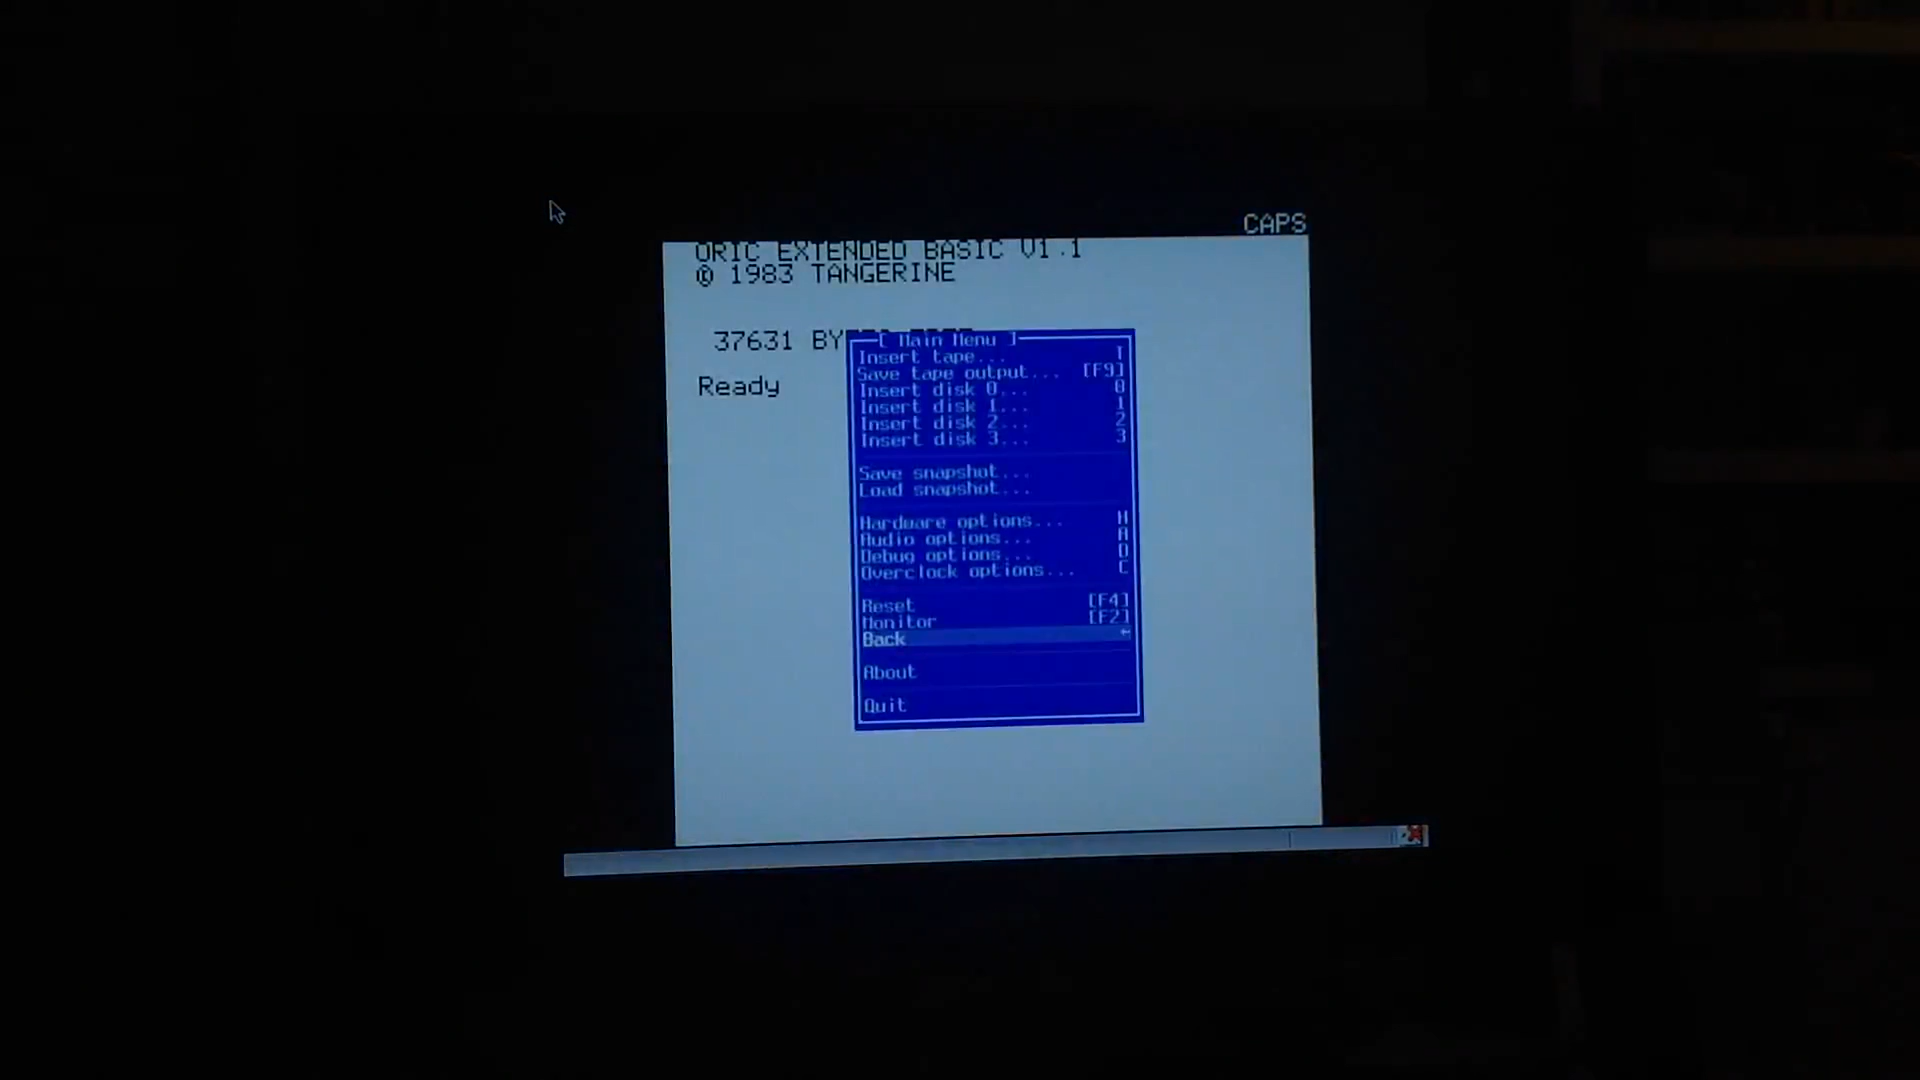 CAPS
ORIC EXTENDED BASIC V1.1
© 1983 TANGERINE
37631 BY
Ready
[ Main Menu ]
Insert tape... T
Save tape output... [F9]
Insert disk 0... 0
Insert disk 1... 1
Insert disk 2... 2
Insert disk 3... 3
Save snapshot...
Load snapshot...
Hardware options... H
Audio options... A
Debug options... D
Overclock options... C
Reset [F4]
Monitor [F2]
Back ←
About
Quit